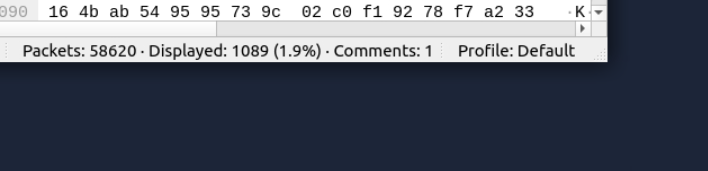 090 16 4b ab 54 95 95 73 9c 02 c0 f1 92 78 f7 a2 33 ·K·
Packets: 58620 · Displayed: 1089 (1.9%) · Comments: 1 Profile: Default